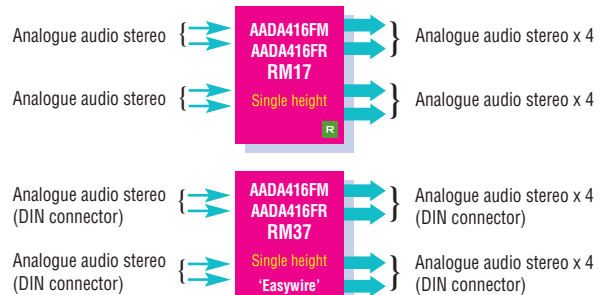 Analogue audio stereo
AADA416FM
AADA416FR
RM17
Single height
R
Analogue audio stereo x 4
Analogue audio stereo
Analogue audio stereo x 4
Analogue audio stereo
(DIN connector)
AADA416FM
AADA416FR
RM37
Single height
'Easywire'
Analogue audio stereo x 4
(DIN connector)
Analogue audio stereo
(DIN connector)
Analogue audio stereo x 4
(DIN connector)